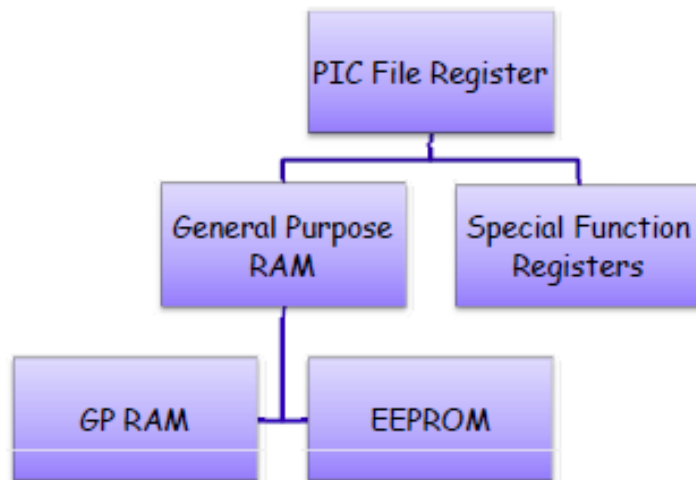 PIC File Register
General Purpose
RAM
Special Function
Registers
GP RAM
EEPROM